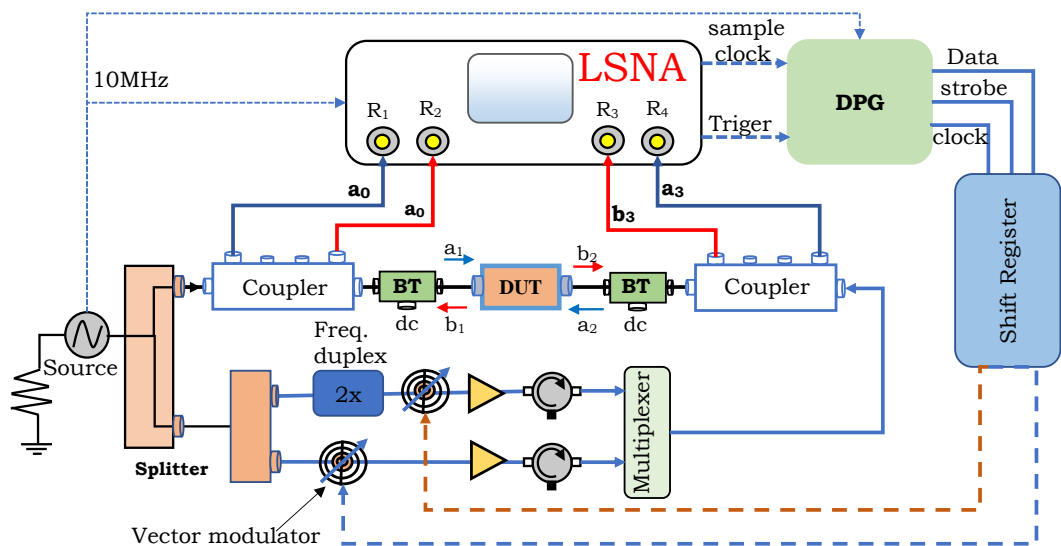 10MHz
LSNA
R1
R2
R3
R4
sample
clock
Triger
DPG
Data
strobe
clock
Shift Register
a0
a0
b3
a3
Coupler
BT
dc
a1
b1
DUT
b2
a2
BT
dc
Coupler
Source
Splitter
Freq.
duplex
2x
Multiplexer
Vector modulator